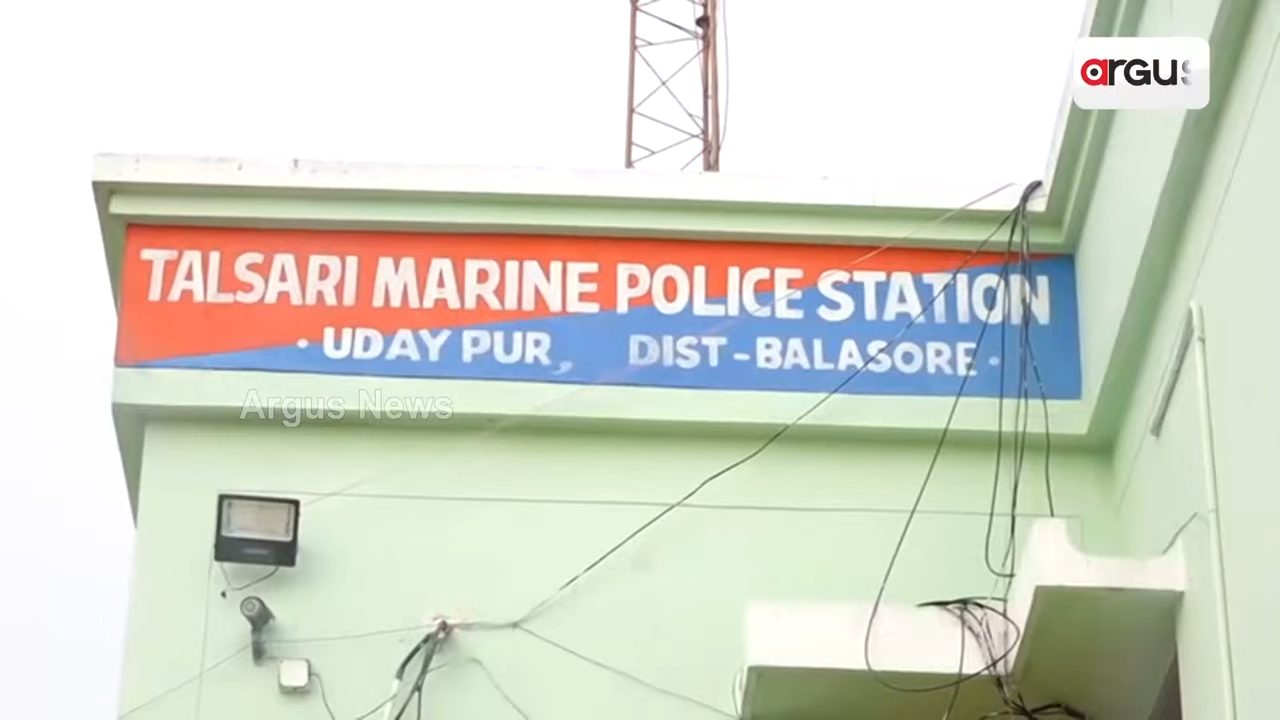 argus
TALSARI MARINE POLICE STATION
• UDAY PUR, DIST-BALASORE •
Argus News